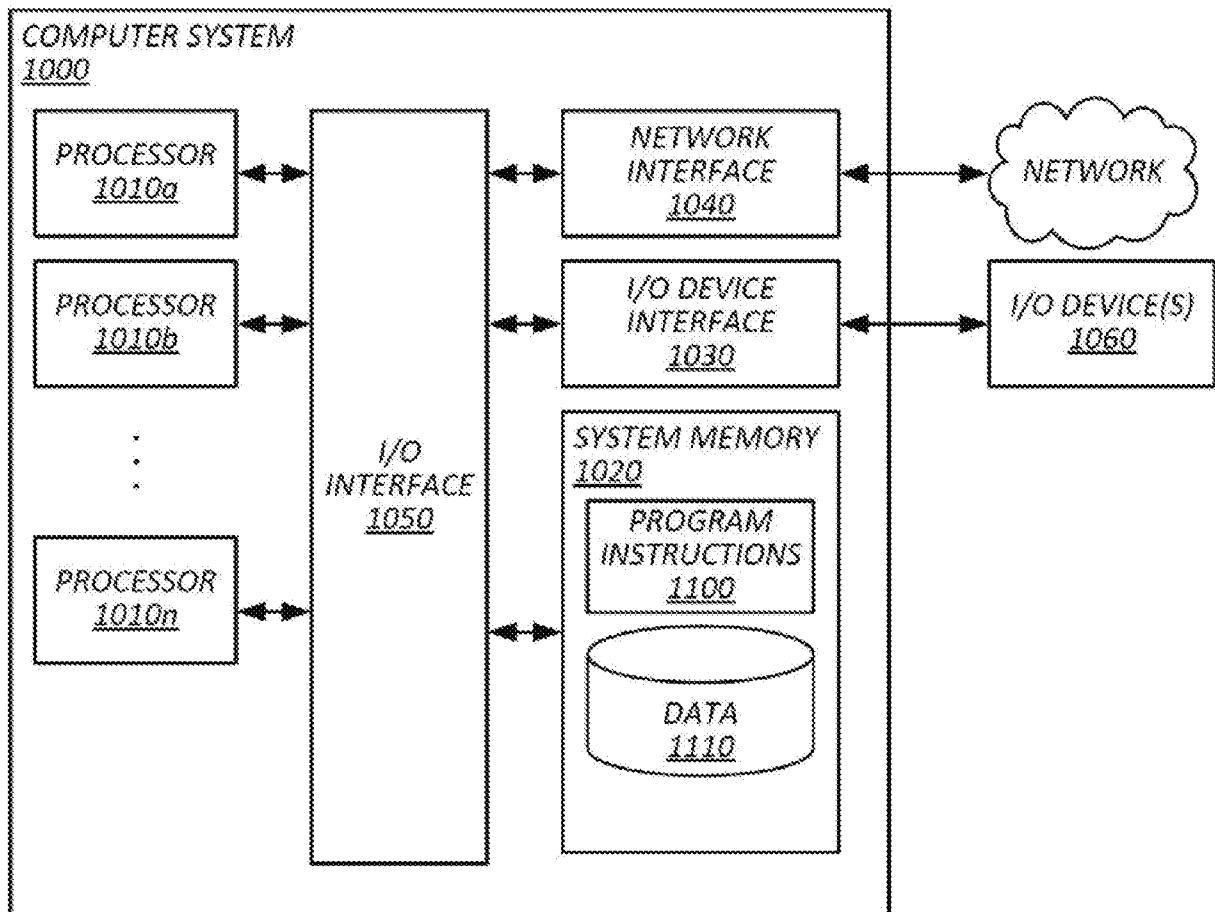 COMPUTER SYSTEM
1000
PROCESSOR
1010a
PROCESSOR
1010b
PROCESSOR
1010n
I/O
INTERFACE
1050
NETWORK
INTERFACE
1040
I/O DEVICE
INTERFACE
1030
SYSTEM MEMORY
1020
PROGRAM
INSTRUCTIONS
1100
DATA
1110
NETWORK
I/O DEVICE(S)
1060